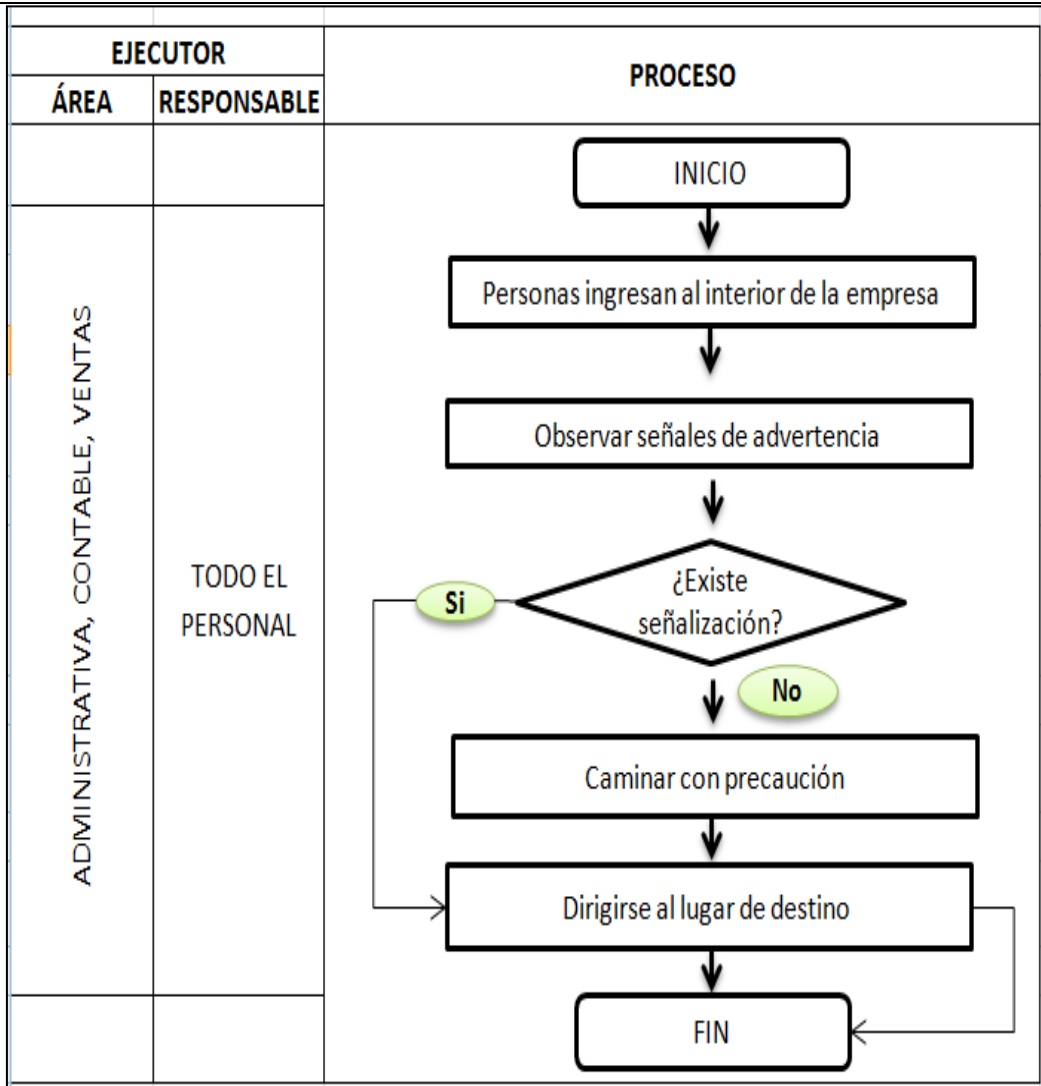 EJECUTOR
PROCESO
ÁREA
RESPONSABLE
INICIO
Personas ingresan al interior de la empresa
Observar señales de advertencia
¿Existe
señalización?
Si
No
Caminar con precaución
Dirigirse al lugar de destino
FIN
ADMINISTRATIVA, CONTABLE, VENTAS
TODO EL
PERSONAL